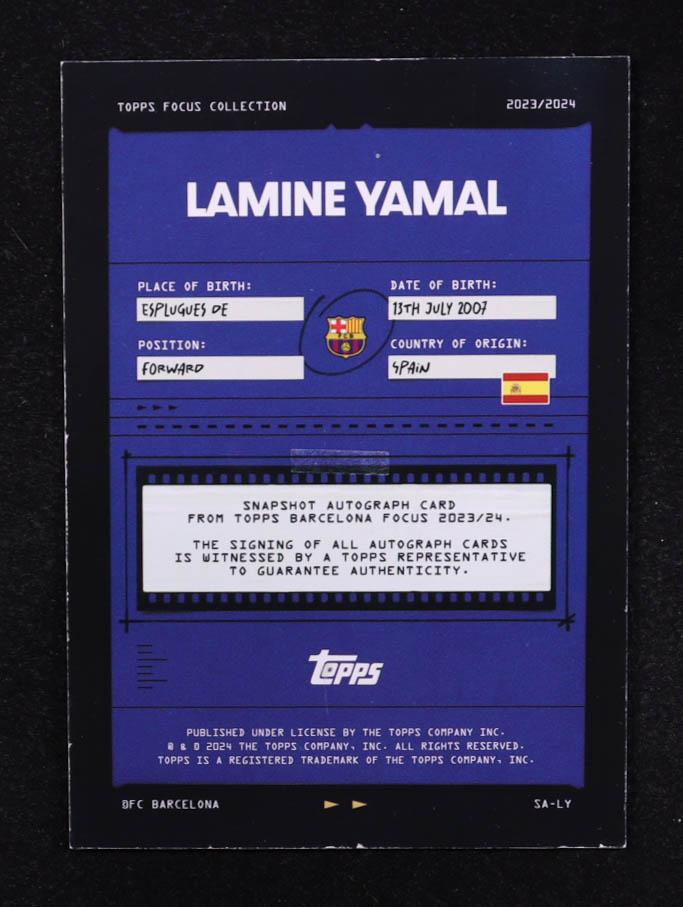 TOPPS FOCUS COLLECTION 2023/2024
LAMINE YAMAL
PLACE OF BIRTH: DATE OF BIRTH:
ESPLUGUES DE 13TH JULY 2007
POSITION: COUNTRY OF ORIGIN:
FORWARD SPAIN
FCB
SNAPSHOT AUTOGRAPH CARD
FROM TOPPS BARCELONA FOCUS 2023/24.
THE SIGNING OF ALL AUTOGRAPH CARDS
IS WITNESSED BY A TOPPS REPRESENTATIVE
TO GUARANTEE AUTHENTICITY.
Topps
PUBLISHED UNDER LICENSE BY THE TOPPS COMPANY INC.
® & © 2024 THE TOPPS COMPANY, INC. ALL RIGHTS RESERVED.
TOPPS IS A REGISTERED TRADEMARK OF THE TOPPS COMPANY, INC.
©FC BARCELONA SA-LY